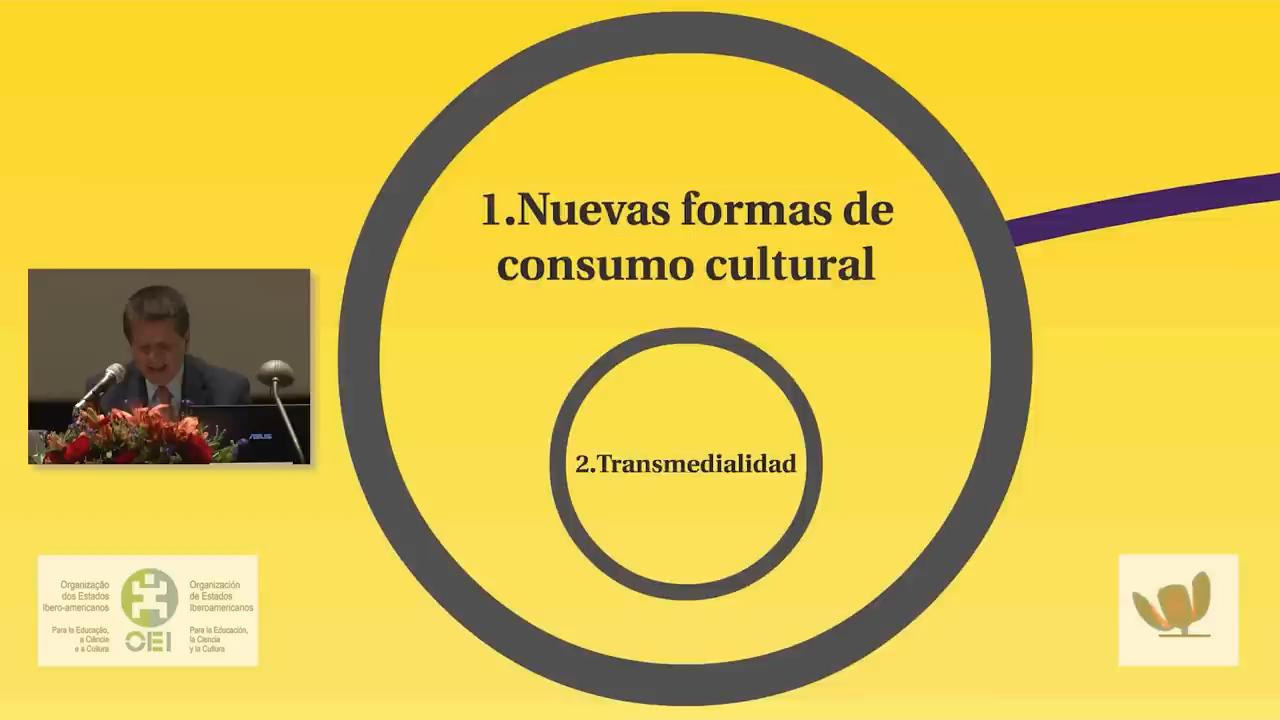 1.Nuevas formas de
consumo cultural
2.Transmedialidad
ASUS
Organização
dos Estados
Ibero-americanos
Para la Educação,
a Ciência
e a Cultura
OEI
Organización
de Estados
Iberoamericanos
Para la Educación,
la Ciencia
y la Cultura